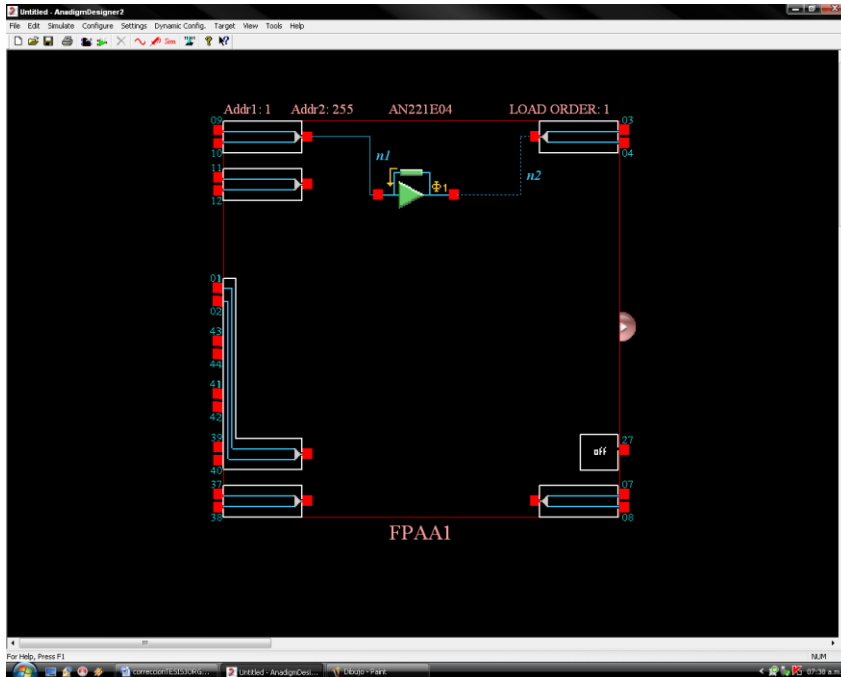 Untitled - AnadigmDesigner2
File Edit Simulate Configure Settings Dynamic Config. Target View Tools Help
Sim
Addr1: 1 Addr2: 255 AN221E04 LOAD ORDER: 1
09 03
10 04
n1
11
Φ1 n2
12
01
02
43
44
41
42
39 27
off
40
37 07
38 08
FPAA1
For Help, Press F1 NUM
correccionTESISJORG... Untitled - AnadigmDesi... Dibujo - Paint 07:38 a.m.